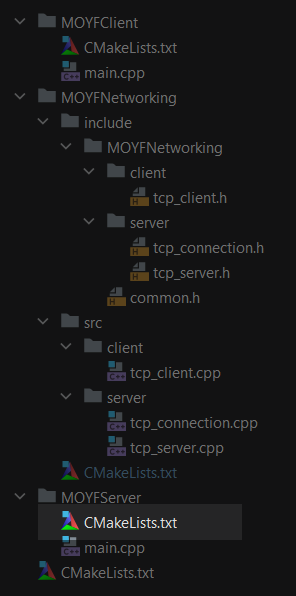 MOYFClient
CMakeLists.txt
main.cpp
MOYFNetworking
include
MOYFNetworking
client
tcp_client.h
server
tcp_connection.h
tcp_server.h
common.h
src
client
tcp_client.cpp
server
tcp_connection.cpp
tcp_server.cpp
CMakeLists.txt
MOYFServer
CMakeLists.txt
main.cpp
CMakeLists.txt